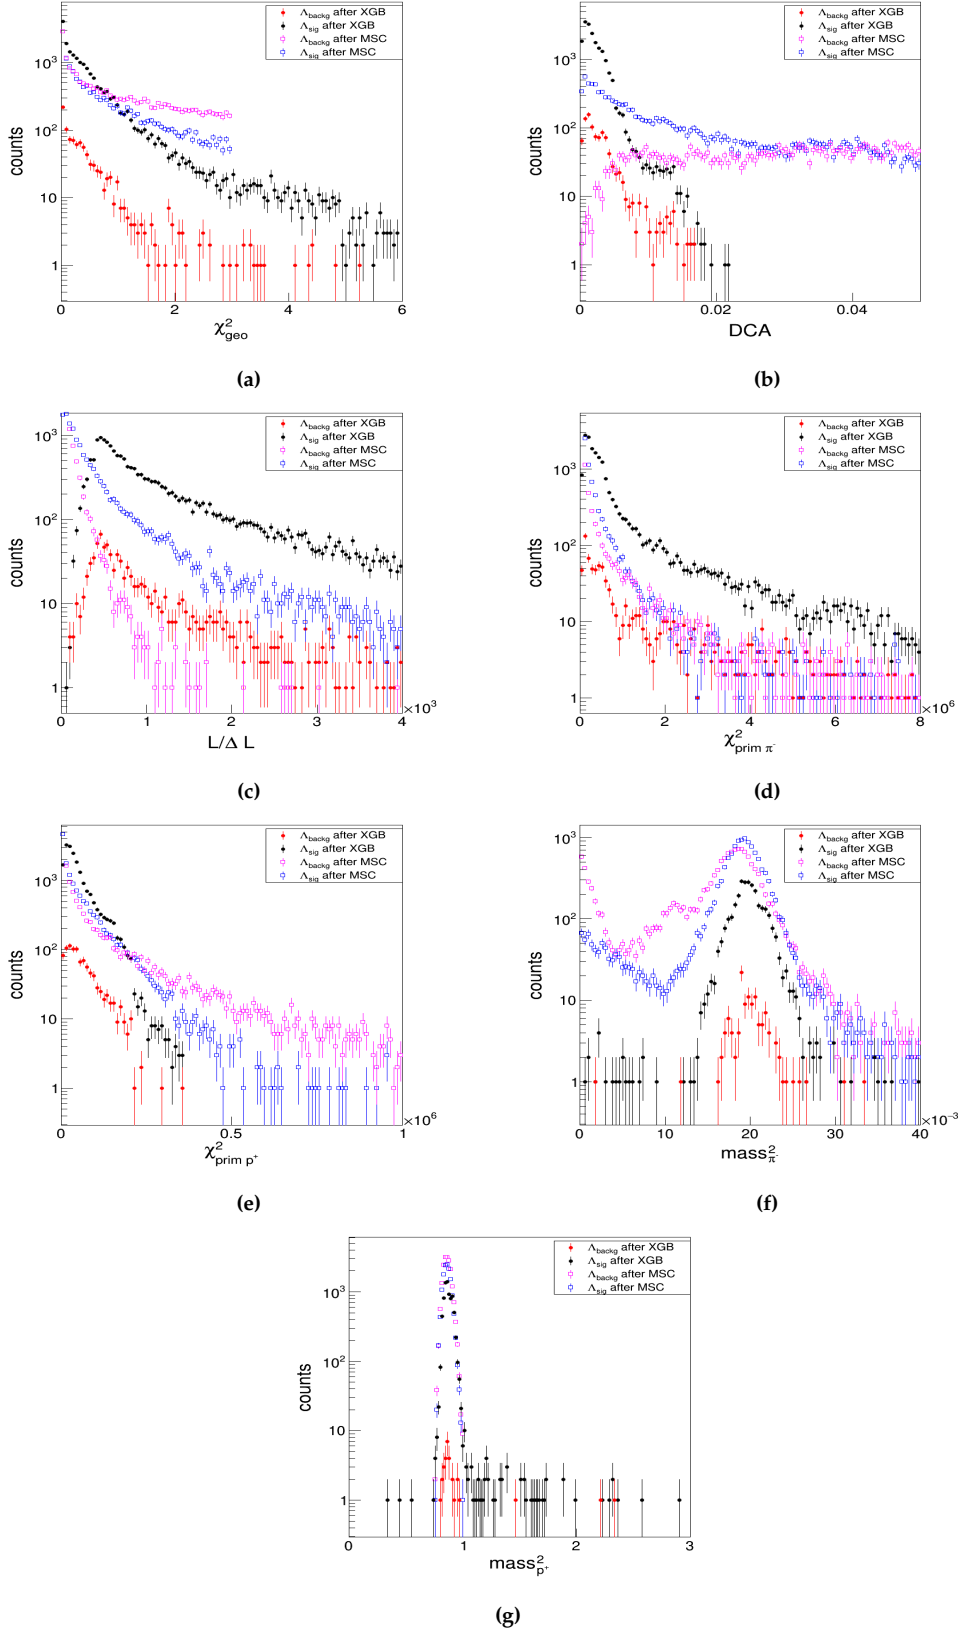 Λbackg after XGB
Λsig after XGB
Λbackg after MSC
Λsig after MSC
10³
10²
10
1
counts
0 2 4 6
χ²geo
(a)
Λbackg after XGB
Λsig after XGB
Λbackg after MSC
Λsig after MSC
10³
10²
10
1
counts
0 0.02 0.04
DCA
(b)
Λbackg after XGB
Λsig after XGB
Λbackg after MSC
Λsig after MSC
10³
10²
10
1
counts
0 1 2 3 4
×10³
L/Δ L
(c)
Λbackg after XGB
Λsig after XGB
Λbackg after MSC
Λsig after MSC
10³
10²
10
1
counts
0 2 4 6 8
×10⁶
χ²prim π⁻
(d)
Λbackg after XGB
Λsig after XGB
Λbackg after MSC
Λsig after MSC
10³
10²
10
1
counts
0 0.5 1
×10⁶
χ²prim p⁺
(e)
Λbackg after XGB
Λsig after XGB
Λbackg after MSC
Λsig after MSC
10³
10²
10
1
counts
0 10 20 30 40
×10⁻³
mass²π⁻
(f)
Λbackg after XGB
Λsig after XGB
Λbackg after MSC
Λsig after MSC
10³
10²
10
1
counts
0 1 2 3
mass²p⁺
(g)